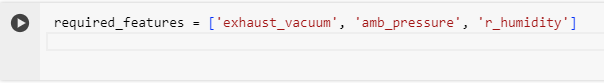 required_features = ['exhaust_vacuum', 'amb_pressure', 'r_humidity']